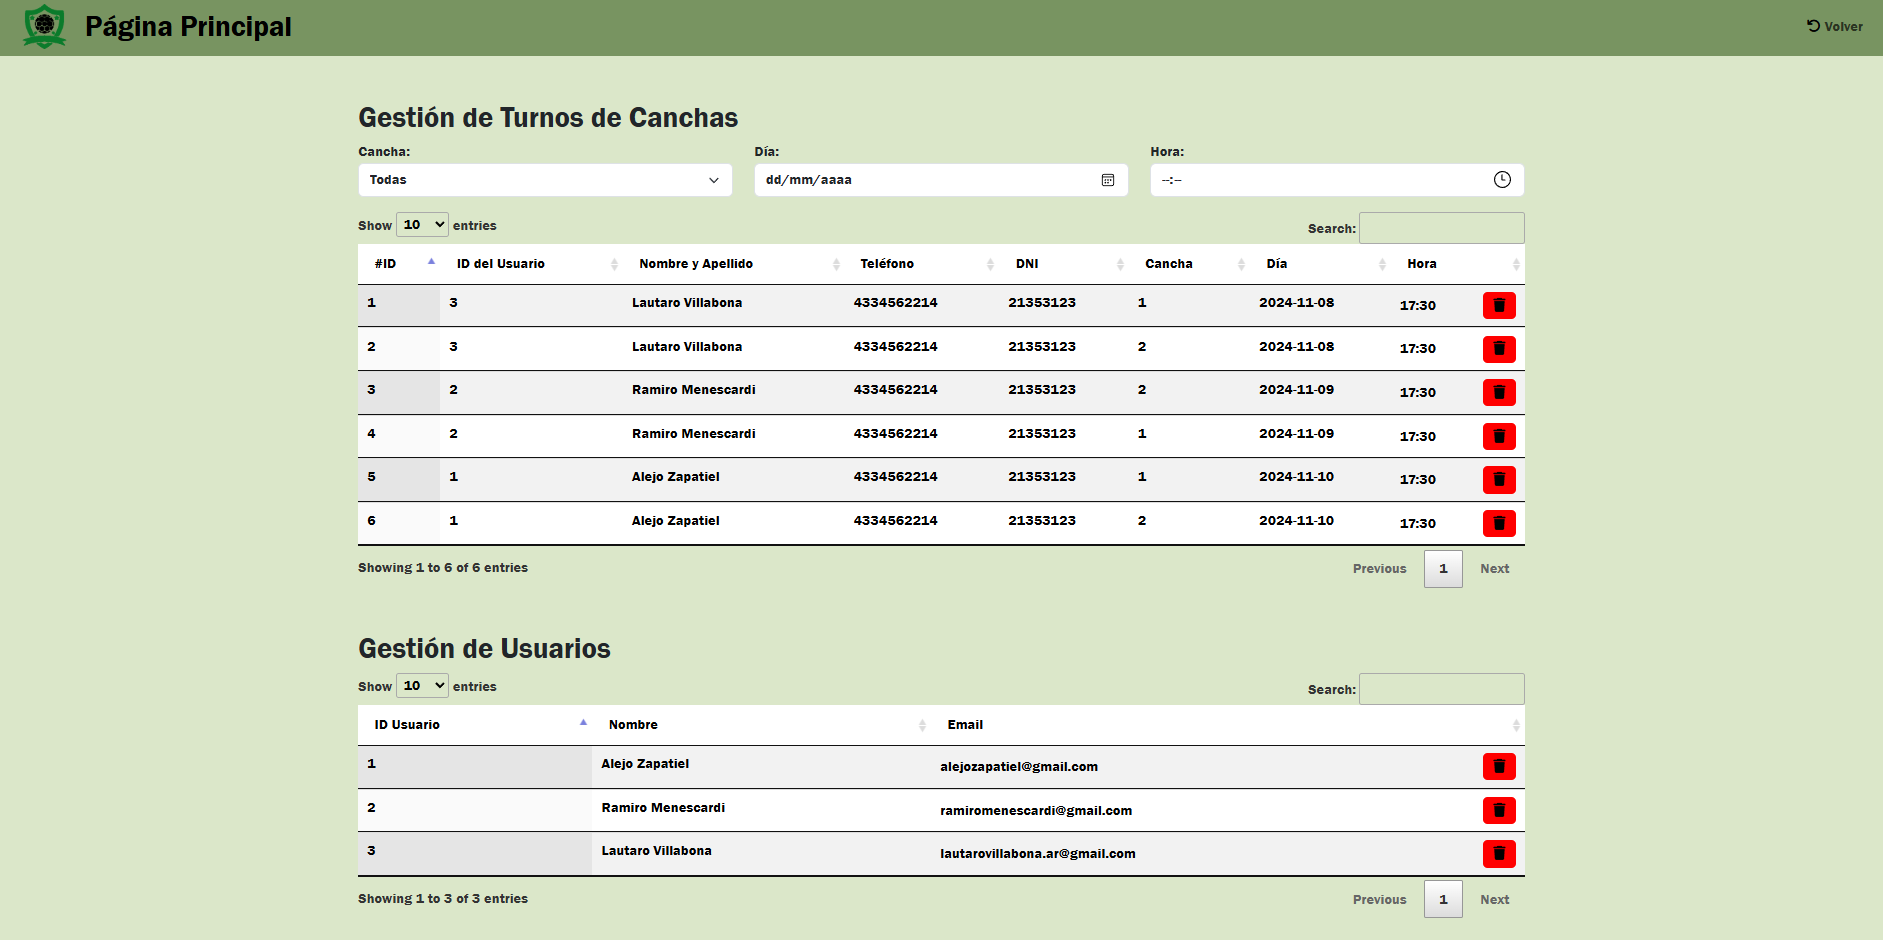 Página Principal
Volver
Gestión de Turnos de Canchas
Cancha: Día: Hora:
Todas dd/mm/aaaa --:--
Show 10 entries Search:
#ID ID del Usuario Nombre y Apellido Teléfono DNI Cancha Día Hora
1 3 Lautaro Villabona 4334562214 21353123 1 2024-11-08 17:30
2 3 Lautaro Villabona 4334562214 21353123 2 2024-11-08 17:30
3 2 Ramiro Menescardi 4334562214 21353123 2 2024-11-09 17:30
4 2 Ramiro Menescardi 4334562214 21353123 1 2024-11-09 17:30
5 1 Alejo Zapatiel 4334562214 21353123 1 2024-11-10 17:30
6 1 Alejo Zapatiel 4334562214 21353123 2 2024-11-10 17:30
Showing 1 to 6 of 6 entries Previous 1 Next
Gestión de Usuarios
Show 10 entries Search:
ID Usuario Nombre Email
1 Alejo Zapatiel alejozapatiel@gmail.com
2 Ramiro Menescardi ramiromenescardi@gmail.com
3 Lautaro Villabona lautarovillabona.ar@gmail.com
Showing 1 to 3 of 3 entries Previous 1 Next